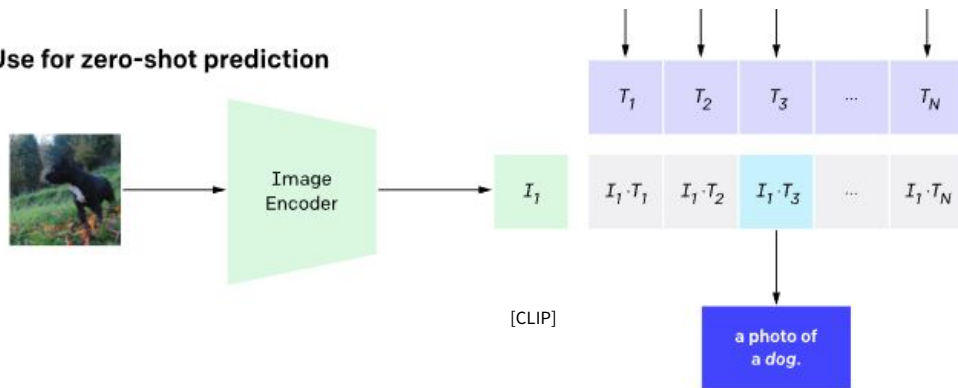 Use for zero-shot prediction
T1 T2 T3 ... TN
Image
Encoder
I1
I1·T1 I1·T2 I1·T3 ... I1·TN
[CLIP]
a photo of
a dog.